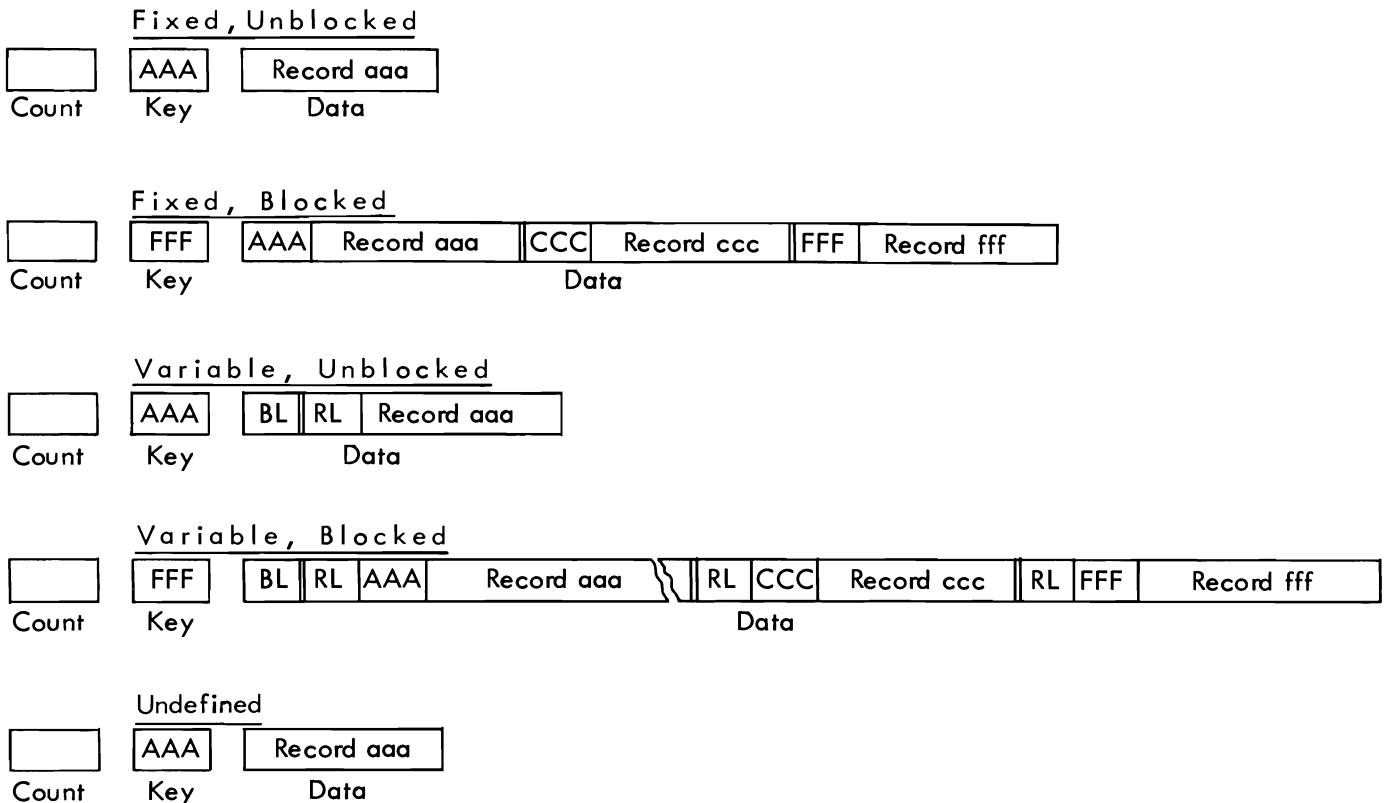 Fixed, Unblocked
AAA Record aaa
Count Key Data
Fixed, Blocked
FFF AAA Record aaa CCC Record ccc FFF Record fff
Count Key Data
Variable, Unblocked
AAA BL RL Record aaa
Count Key Data
Variable, Blocked
FFF BL RL AAA Record aaa RL CCC Record ccc RL FFF Record fff
Count Key Data
Undefined
AAA Record aaa
Count Key Data